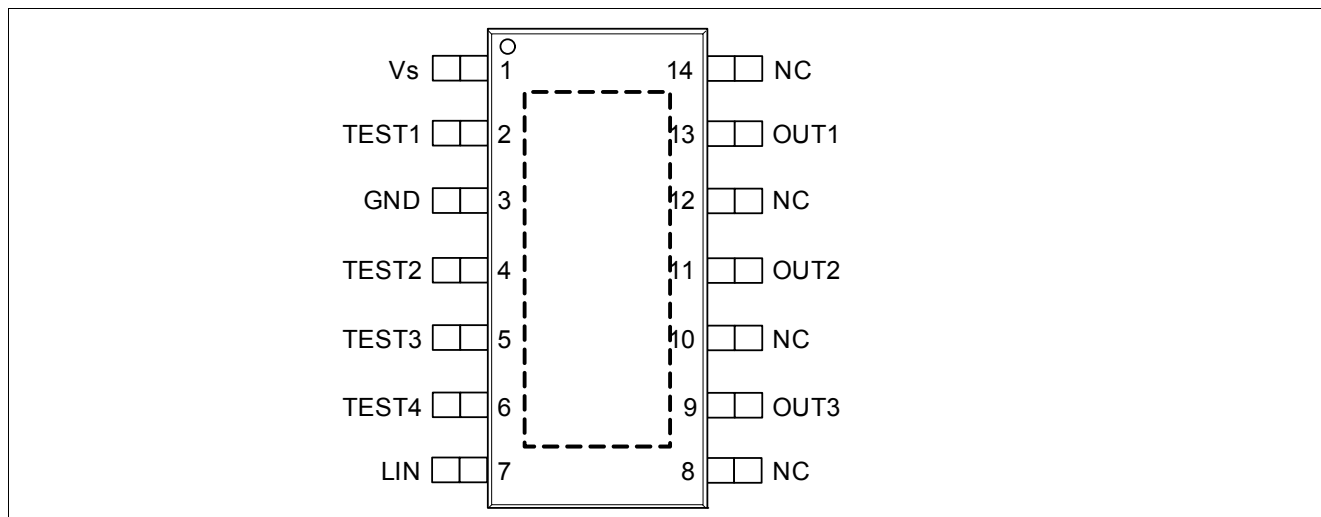 Vs 1 14 NC
TEST1 2 13 OUT1
GND 3 12 NC
TEST2 4 11 OUT2
TEST3 5 10 NC
TEST4 6 9 OUT3
LIN 7 8 NC